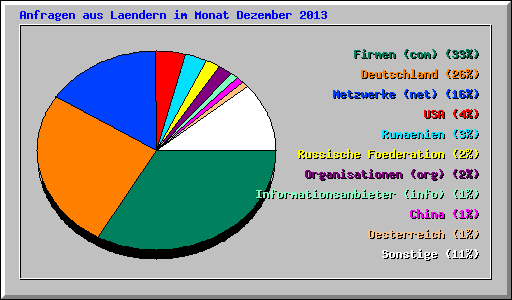 Anfragen aus Laendern im Monat Dezember 2013
Firmen (com) (33%)
Deutschland (26%)
Netzwerke (net) (16%)
USA (4%)
Rumaenien (3%)
Russische Foederation (2%)
Organisationen (org) (2%)
Informationsanbieter (info) (1%)
China (1%)
Oesterreich (1%)
Sonstige (11%)